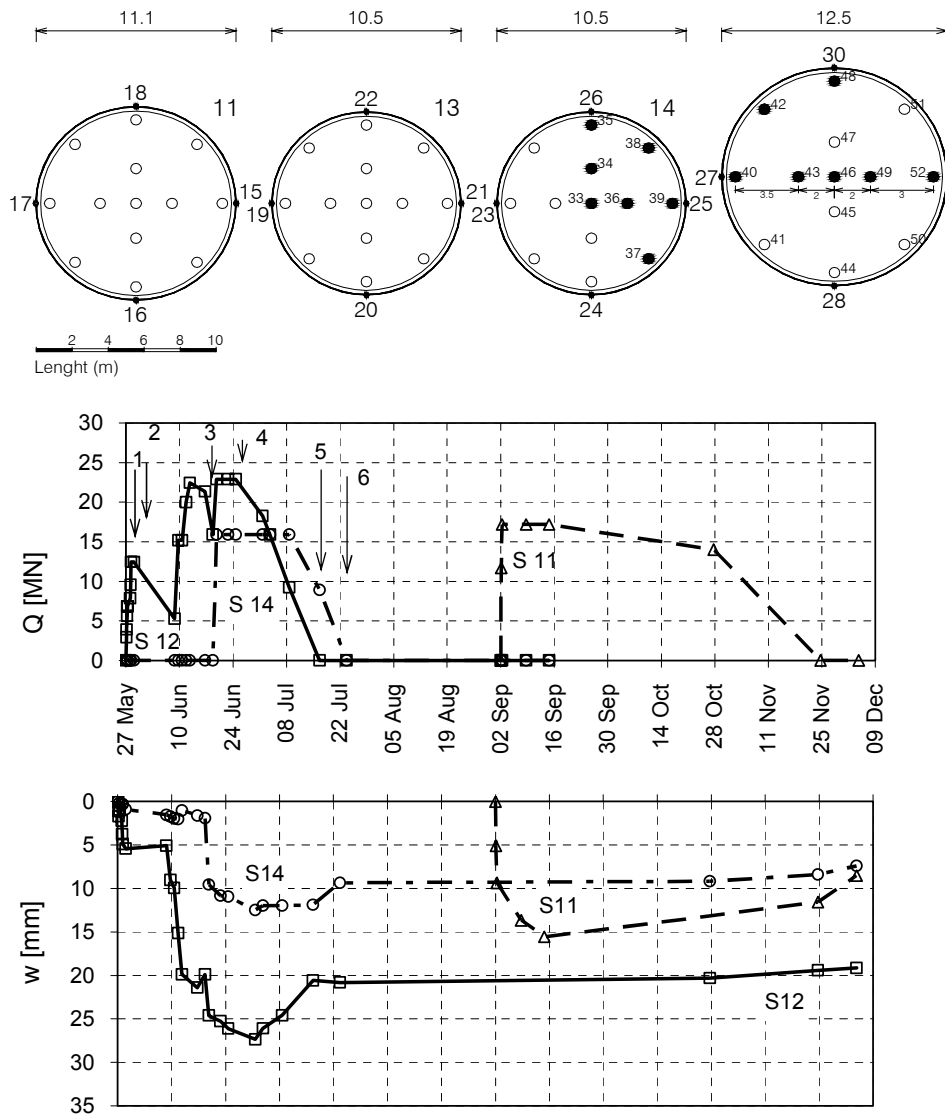 11.1 10.5 10.5 12.5
18 11 22 13 26 14 30
35 38 34 33 36 39 37
48 42 51 47 40 43 46 49 52 45 41 50 44
3.5 2 2 3
17 15 19 21 23 25 27
16 20 24 28
2 4 6 8 10
Lenght (m)
Q [MN]
30
25
20
15
10
5
0
1 2 3 4 5 6
S 12
S 14
S 11
27 May 10 Jun 24 Jun 08 Jul 22 Jul 05 Aug 19 Aug 02 Sep 16 Sep 30 Sep 14 Oct 28 Oct 11 Nov 25 Nov 09 Dec
w [mm]
0
5
10
15
20
25
30
35
S14
S11
S12